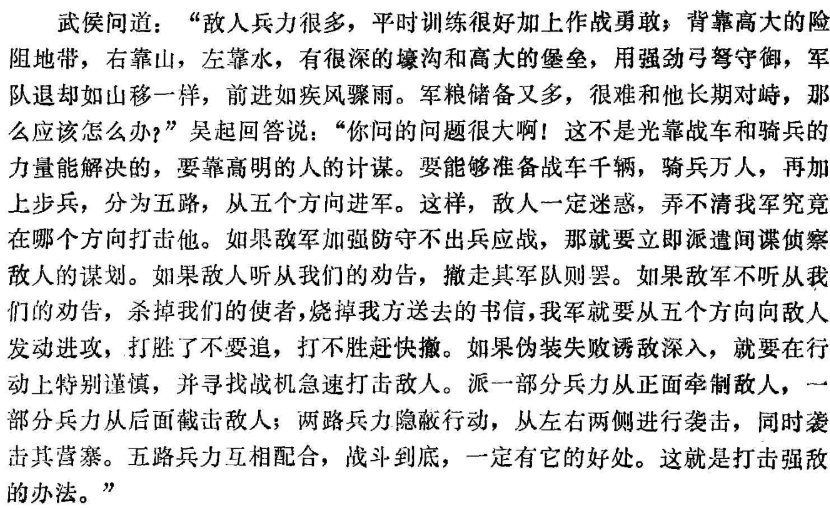 武侯问道：“敌人兵力很多，平时训练很好加上作战勇敢；背靠高大的险
阻地带，右靠山，左靠水，有很深的壕沟和高大的堡垒，用强劲弓弩守御，军
队退却如山移一样，前进如疾风骤雨。军粮储备又多，很难和他长期对峙，那
么应该怎么办？”吴起回答说：“你问的问题很大啊！这不是光靠战车和骑兵的
力量能解决的，要靠高明的人的计谋。要能够准备战车千辆，骑兵万人，再加
上步兵，分为五路，从五个方向进军。这样，敌人一定迷惑，弄不清我军究竟
在哪个方向打击他。如果敌军加强防守不出兵应战，那就要立即派遣间谍侦察
敌人的谋划。如果敌人听从我们的劝告，撤走其军队则罢。如果敌军不听从我
们的劝告，杀掉我们的使者，烧掉我方送去的书信，我军就要从五个方向向敌人
发动进攻，打胜了不要追，打不胜赶快撤。如果伪装失败诱敌深入，就要在行
动上特别谨慎，并寻找战机急速打击敌人。派一部分兵力从正面牵制敌人，一
部分兵力从后面截击敌人；两路兵力隐蔽行动，从左右两侧进行袭击，同时袭
击其营寨。五路兵力互相配合，战斗到底，一定有它的好处。这就是打击强敌
的办法。”